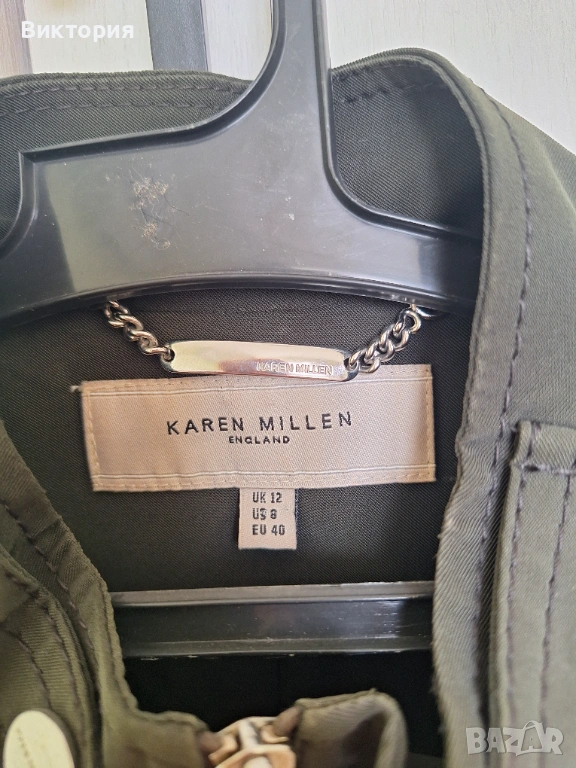 Виктория
KAREN MILLEN
KAREN MILLEN
ENGLAND
UK 12
US 8
EU 40
BAZAR